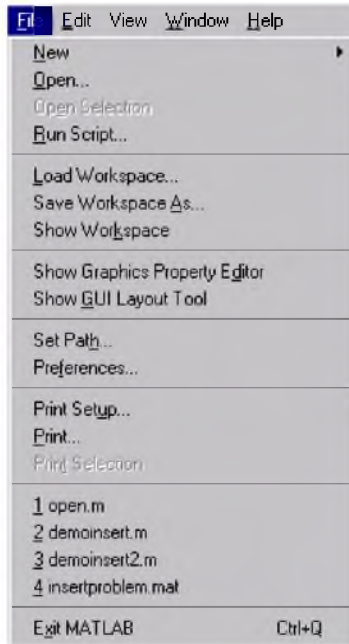 File Edit View Window Help
New
Open...
Open Selection
Run Script...
Load Workspace...
Save Workspace As...
Show Workspace
Show Graphics Property Editor
Show GUI Layout Tool
Set Path...
Preferences...
Print Setup...
Print...
Print Selection
1 open.m
2 demoinsert.m
3 demoinsert2.m
4 insertproblem.mat
Exit MATLAB Ctrl+Q